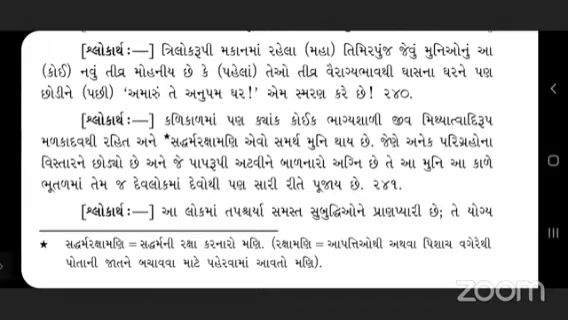 [શ્લોકાર્થ:—] ત્રિલોકરૂપી મકાનમાં રહેલા (મહા) તિમિરપુંજ જેવું મુનિઓનું આ
(કોઈ) નવું તીવ્ર મોહનીય છે કે (પહેલાં) તેઓ તીવ્ર વૈરાગ્યભાવથી ઘાસના ઘરને પણ
છોડીને (પછી) ‘અમારું તે અનુપમ ઘર!’ એમ સ્મરણ કરે છે! ૨૪૦.
[શ્લોકાર્થ:—] કળિકાળમાં પણ ક્યાંક કોઈક ભાગ્યશાળી જીવ મિથ્યાત્વાદિરૂપ
મળકાદવથી રહિત અને *સદ્ધર્મરક્ષામણિ એવો સમર્થ મુનિ થાય છે. જેણે અનેક પરિગ્રહોના
વિસ્તારને છોડ્યો છે અને જે પાપરૂપી અટવીને બાળનારો અગ્નિ છે તે આ મુનિ આ કાળે
ભૂતળમાં તેમ જ દેવલોકમાં દેવોથી પણ સારી રીતે પૂજાય છે. ૨૪૧.
[શ્લોકાર્થ:—] આ લોકમાં તપશ્ચર્યા સમસ્ત સુબુદ્ધિઓને પ્રાણપ્યારી છે; તે યોગ્ય
★ સદ્ધર્મરક્ષામણિ = સદ્ધર્મની રક્ષા કરનારો મણિ. (રક્ષામણિ = આપત્તિઓથી અથવા પિશાચ વગેરેથી
પોતાની જાતને બચાવવા માટે પહેરવામાં આવતો મણિ).
zoom